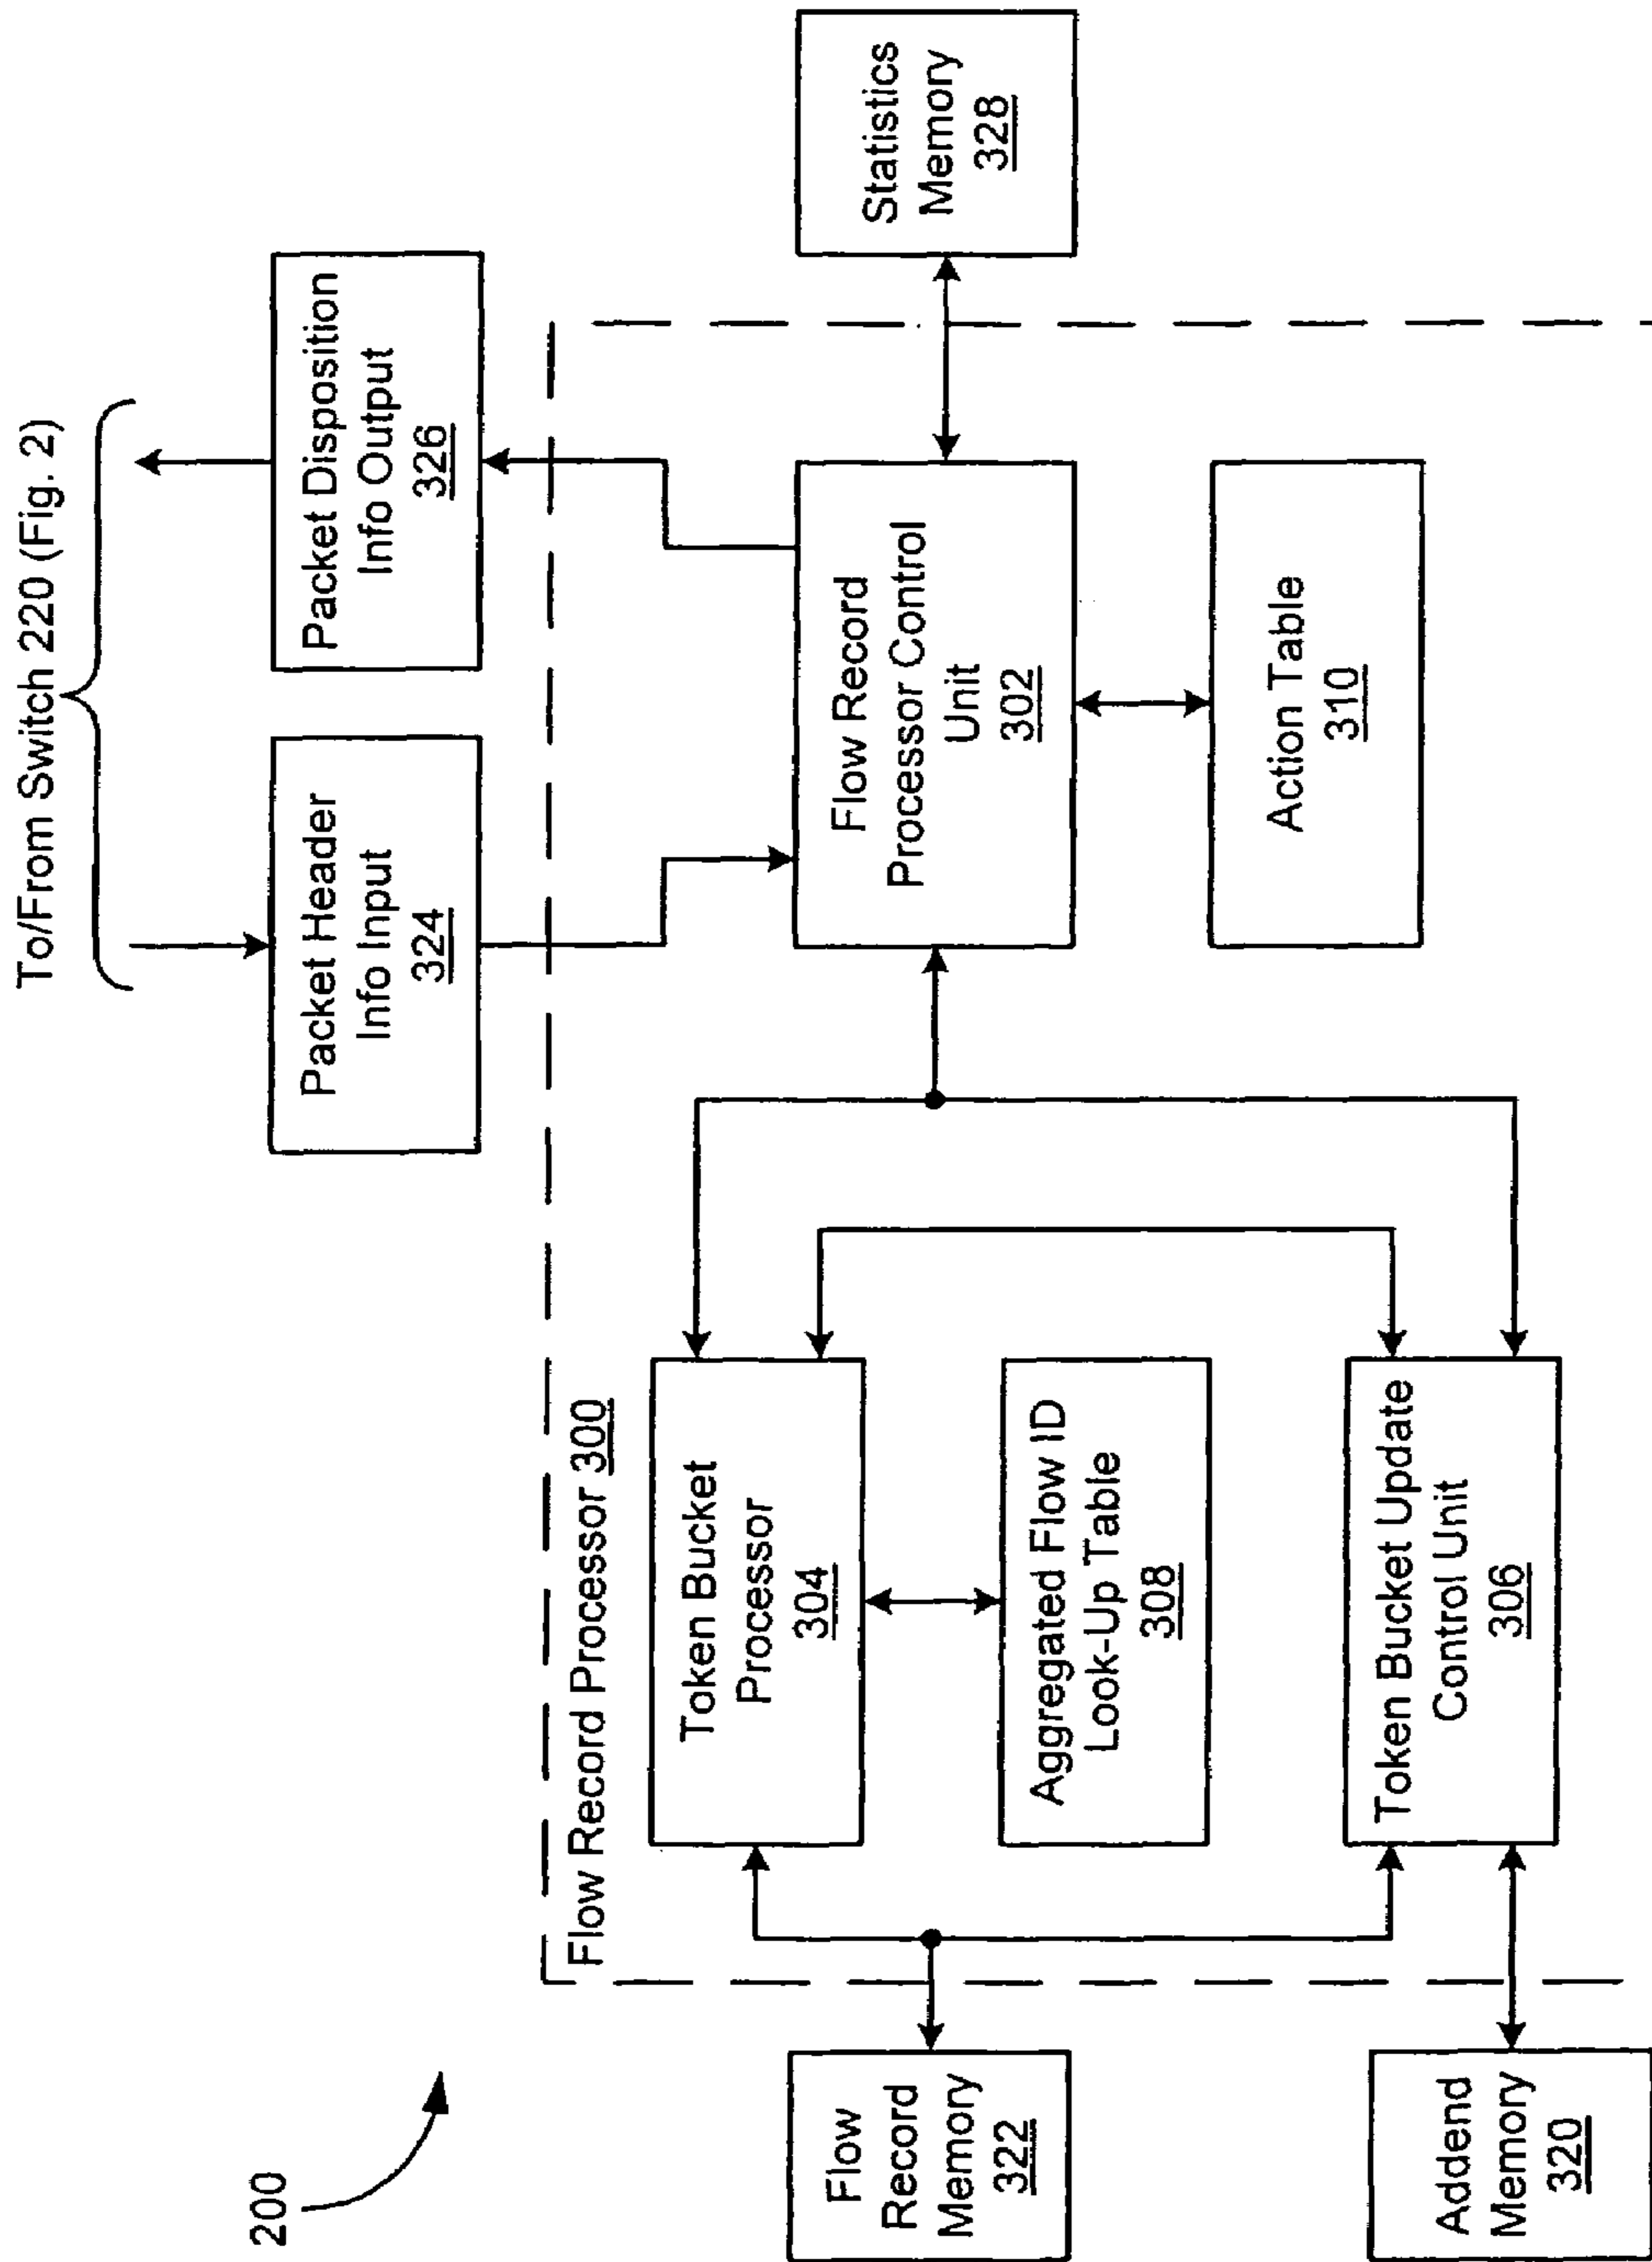 200
To/From Switch 220 (Fig. 2)
Packet Header
Info Input
324
Packet Disposition
Info Output
326
Flow Record Processor 300
Flow
Record
Memory
322
Token Bucket
Processor
304
Flow Record
Processor Control
Unit
302
Statistics
Memory
328
Aggregated Flow ID
Look-Up Table
308
Action Table
310
Addend
Memory
320
Token Bucket Update
Control Unit
306